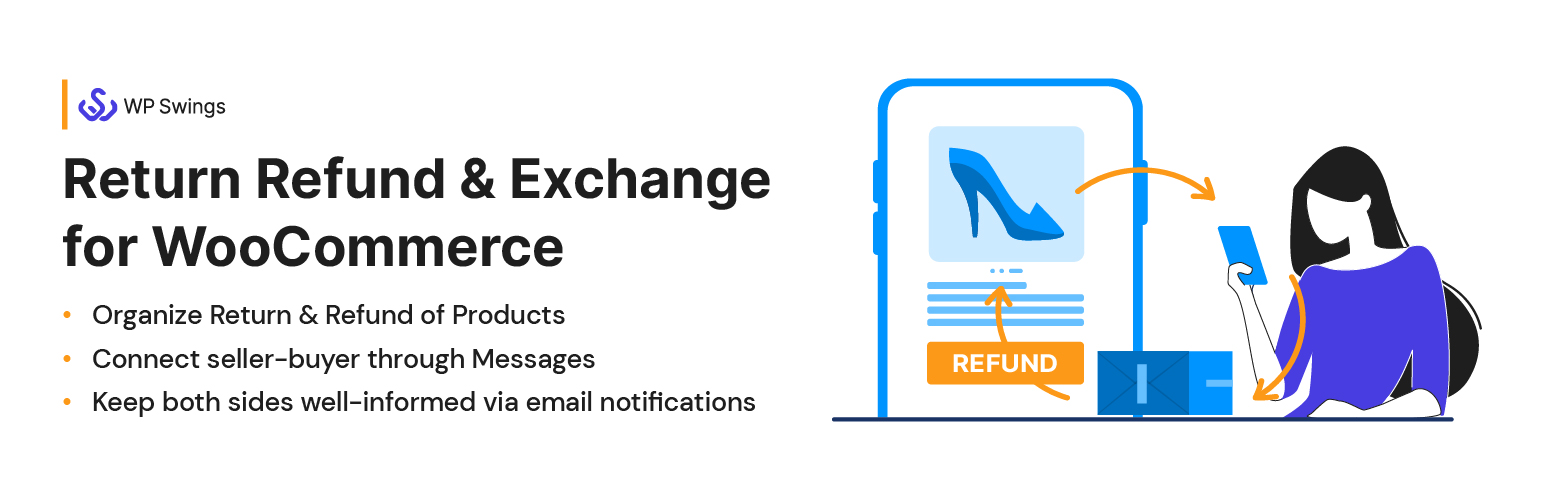 WP Swings
Return Refund & Exchange
for WooCommerce
• Organize Return & Refund of Products
• Connect seller-buyer through Messages
• Keep both sides well-informed via email notifications
REFUND